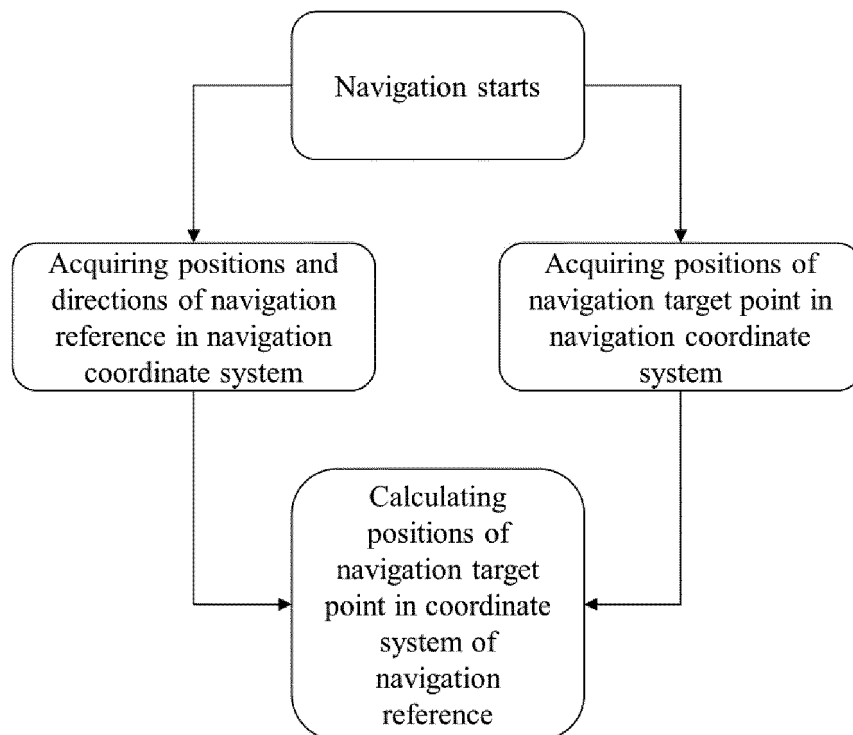 Navigation starts
Acquiring positions and
directions of navigation
reference in navigation
coordinate system
Acquiring positions of
navigation target point in
navigation coordinate
system
Calculating
positions of
navigation target
point in coordinate
system of
navigation
reference